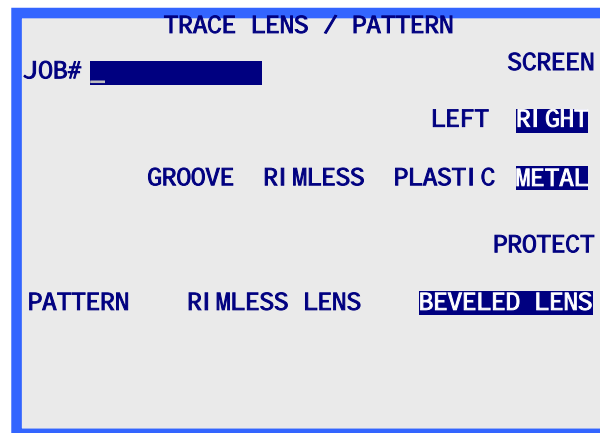 TRACE LENS / PATTERN
SCREEN
JOB# _
LEFT RIGHT
GROOVE RIMLESS PLASTIC METAL
PROTECT
PATTERN RIMLESS LENS BEVELED LENS